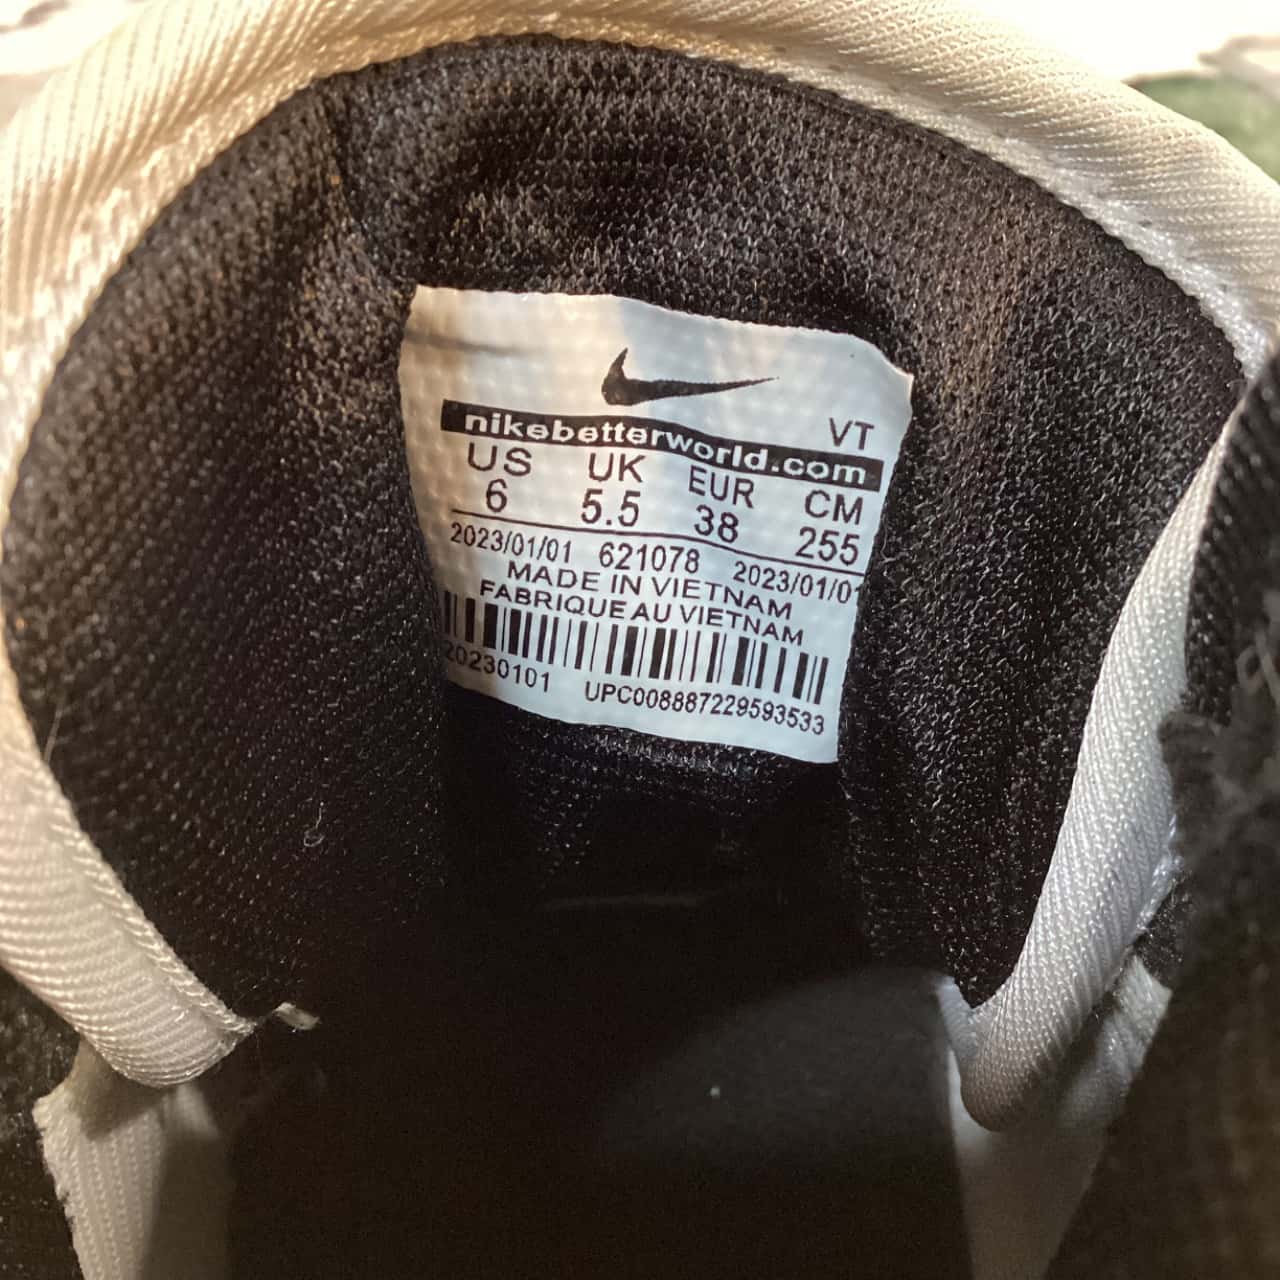 VT
nikebetterworld.com
US UK EUR CM
6 5.5 38 255
2023/01/01 621078 2023/01/01
MADE IN VIETNAM
FABRIQUE AU VIETNAM
20230101 UPC008887229593533